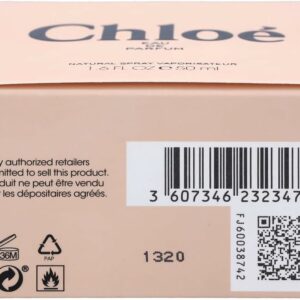 Chloé
EAU
DE
PARFUM
NATURAL SPRAY VAPORISATEUR
1.6 FL.OZ e 50 ml
y authorized retailers
mitted to sell this product.
duit ne peut être vendu
les dépositaires agréés.
3 607346 232347
FJ60038742
36M
PAP
1320